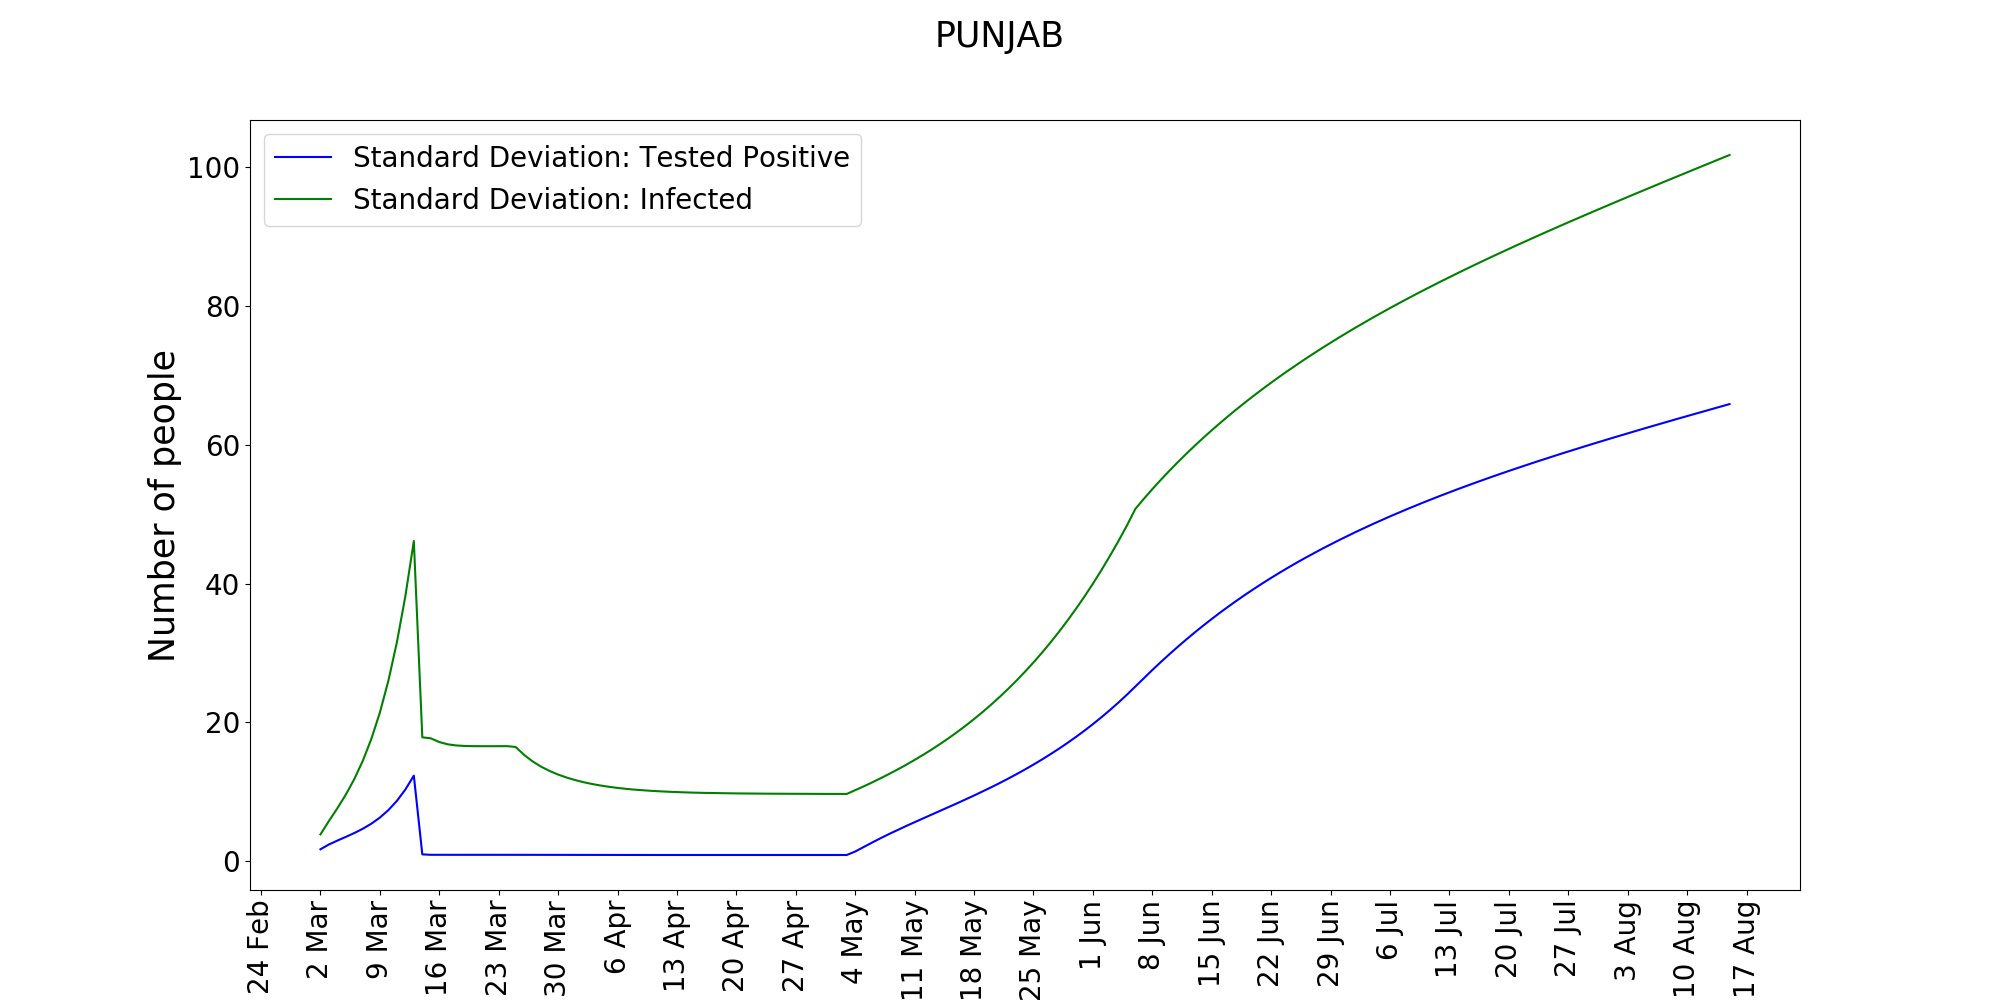 PUNJAB
Standard Deviation: Tested Positive
Standard Deviation: Infected
Number of people
100
80
60
40
20
0
24 Feb
2 Mar
9 Mar
16 Mar
23 Mar
30 Mar
6 Apr
13 Apr
20 Apr
27 Apr
4 May
11 May
18 May
25 May
1 Jun
8 Jun
15 Jun
22 Jun
29 Jun
6 Jul
13 Jul
20 Jul
27 Jul
3 Aug
10 Aug
17 Aug